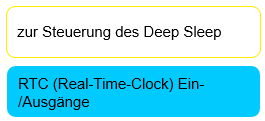 zur Steuerung des Deep Sleep
RTC (Real-Time-Clock) Ein-
/Ausgänge